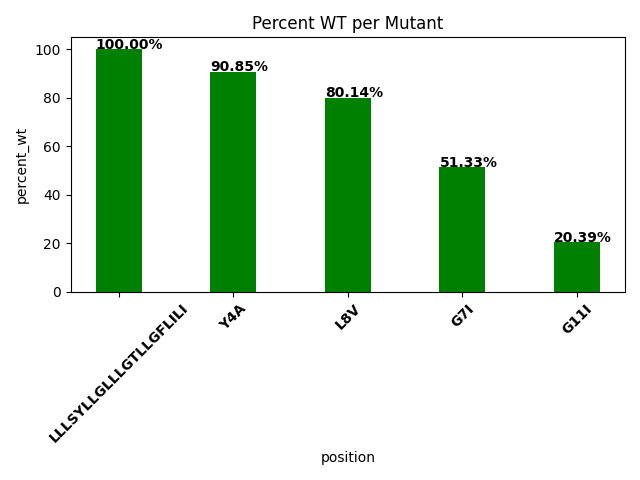 Percent WT per Mutant
100.00%
90.85%
80.14%
51.33%
20.39%
percent_wt
100
80
60
40
20
0
LLLSYLLGLLLGTLLGFLILI
Y4A
L8V
G7I
G11I
position